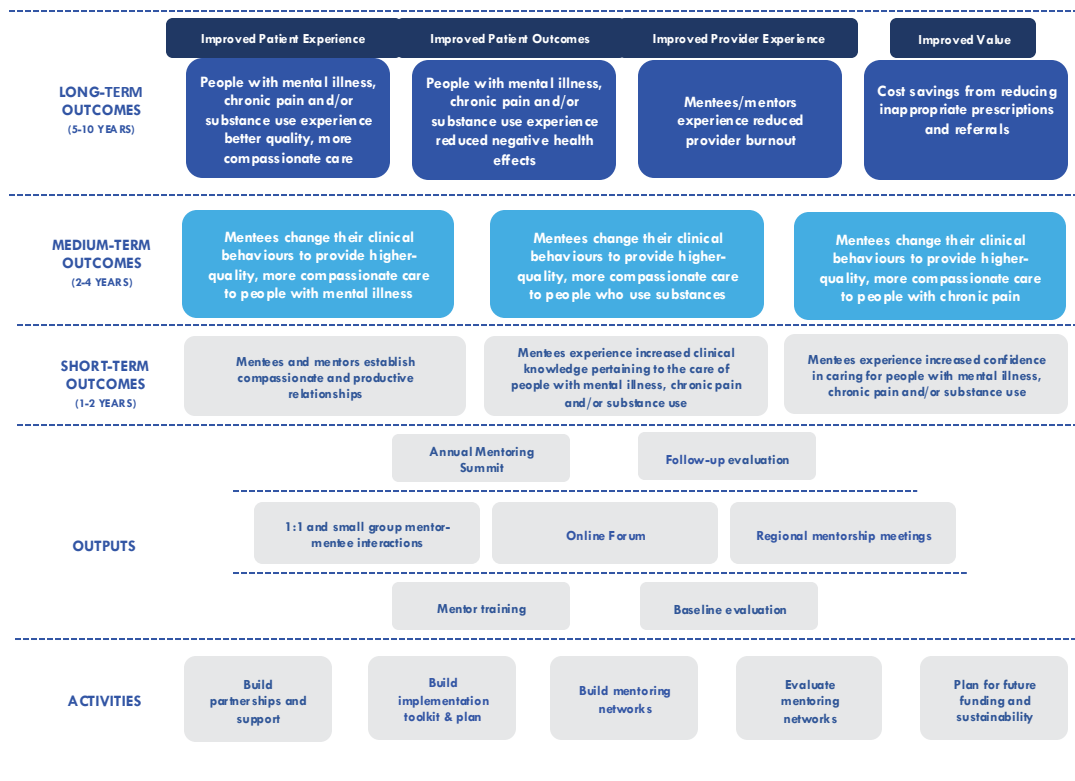 Improved Patient Experience
Improved Patient Outcomes
Improved Provider Experience
Improved Value
LONG-TERM
OUTCOMES
(5-10 YEARS)
People with mental illness,
chronic pain and/or
substance use experience
better quality, more
compassionate care
People with mental illness,
chronic pain and/or
substance use experience
reduced negative health
effects
Mentees/mentors
experience reduced
provider burnout
Cost savings from reducing
inappropriate prescriptions
and referrals
MEDIUM-TERM
OUTCOMES
(2-4 YEARS)
Mentees change their clinical
behaviours to provide higher-
quality, more compassionate care
to people with mental illness
Mentees change their clinical
behaviours to provide higher-
quality, more compassionate care
to people who use substances
Mentees change their clinical
behaviours to provide higher-
quality, more compassionate care
to people with chronic pain
SHORT-TERM
OUTCOMES
(1-2 YEARS)
Mentees and mentors establish
compassionate and productive
relationships
Mentees experience increased clinical
knowledge pertaining to the care of
people with mental illness, chronic pain
and/or substance use
Mentees experience increased confidence
in caring for people with mental illness,
chronic pain and/or substance use
OUTPUTS
Annual Mentoring
Summit
Follow-up evaluation
1:1 and small group mentor-
mentee interactions
Online Forum
Regional mentorship meetings
Mentor training
Baseline evaluation
ACTIVITIES
Build
partnerships and
support
Build
implementation
toolkit & plan
Build mentoring
networks
Evaluate
mentoring
networks
Plan for future
funding and
sustainability